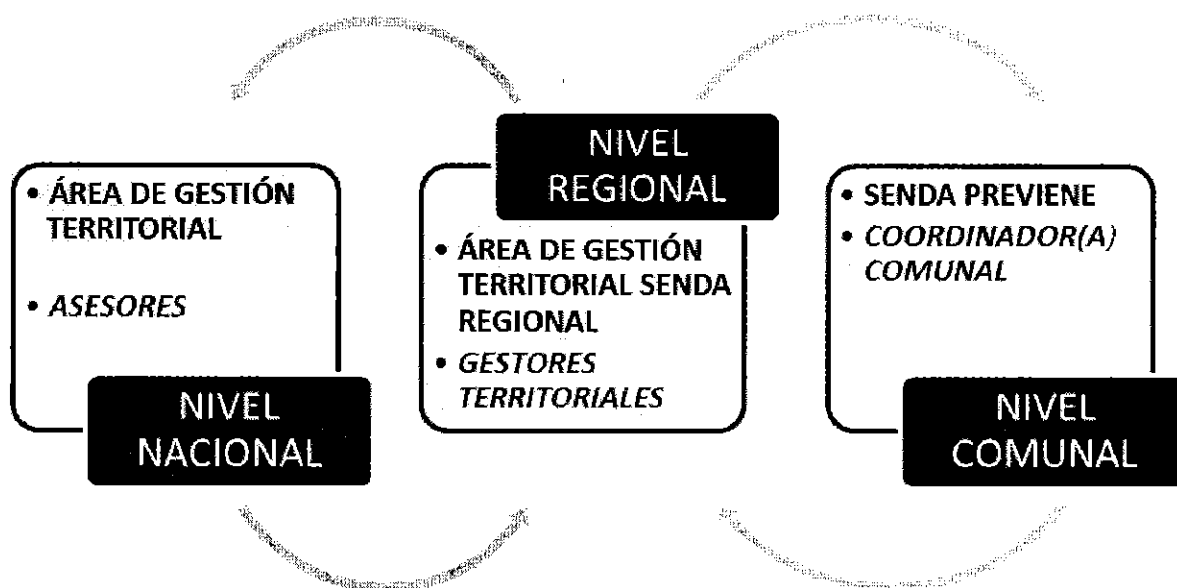 • ÁREA DE GESTIÓN
TERRITORIAL
• ASESORES
NIVEL
NACIONAL
NIVEL
REGIONAL
• ÁREA DE GESTIÓN
TERRITORIAL SENDA
REGIONAL
• GESTORES
TERRITORIALES
• SENDA PREVIENE
• COORDINADOR(A)
COMUNAL
NIVEL
COMUNAL